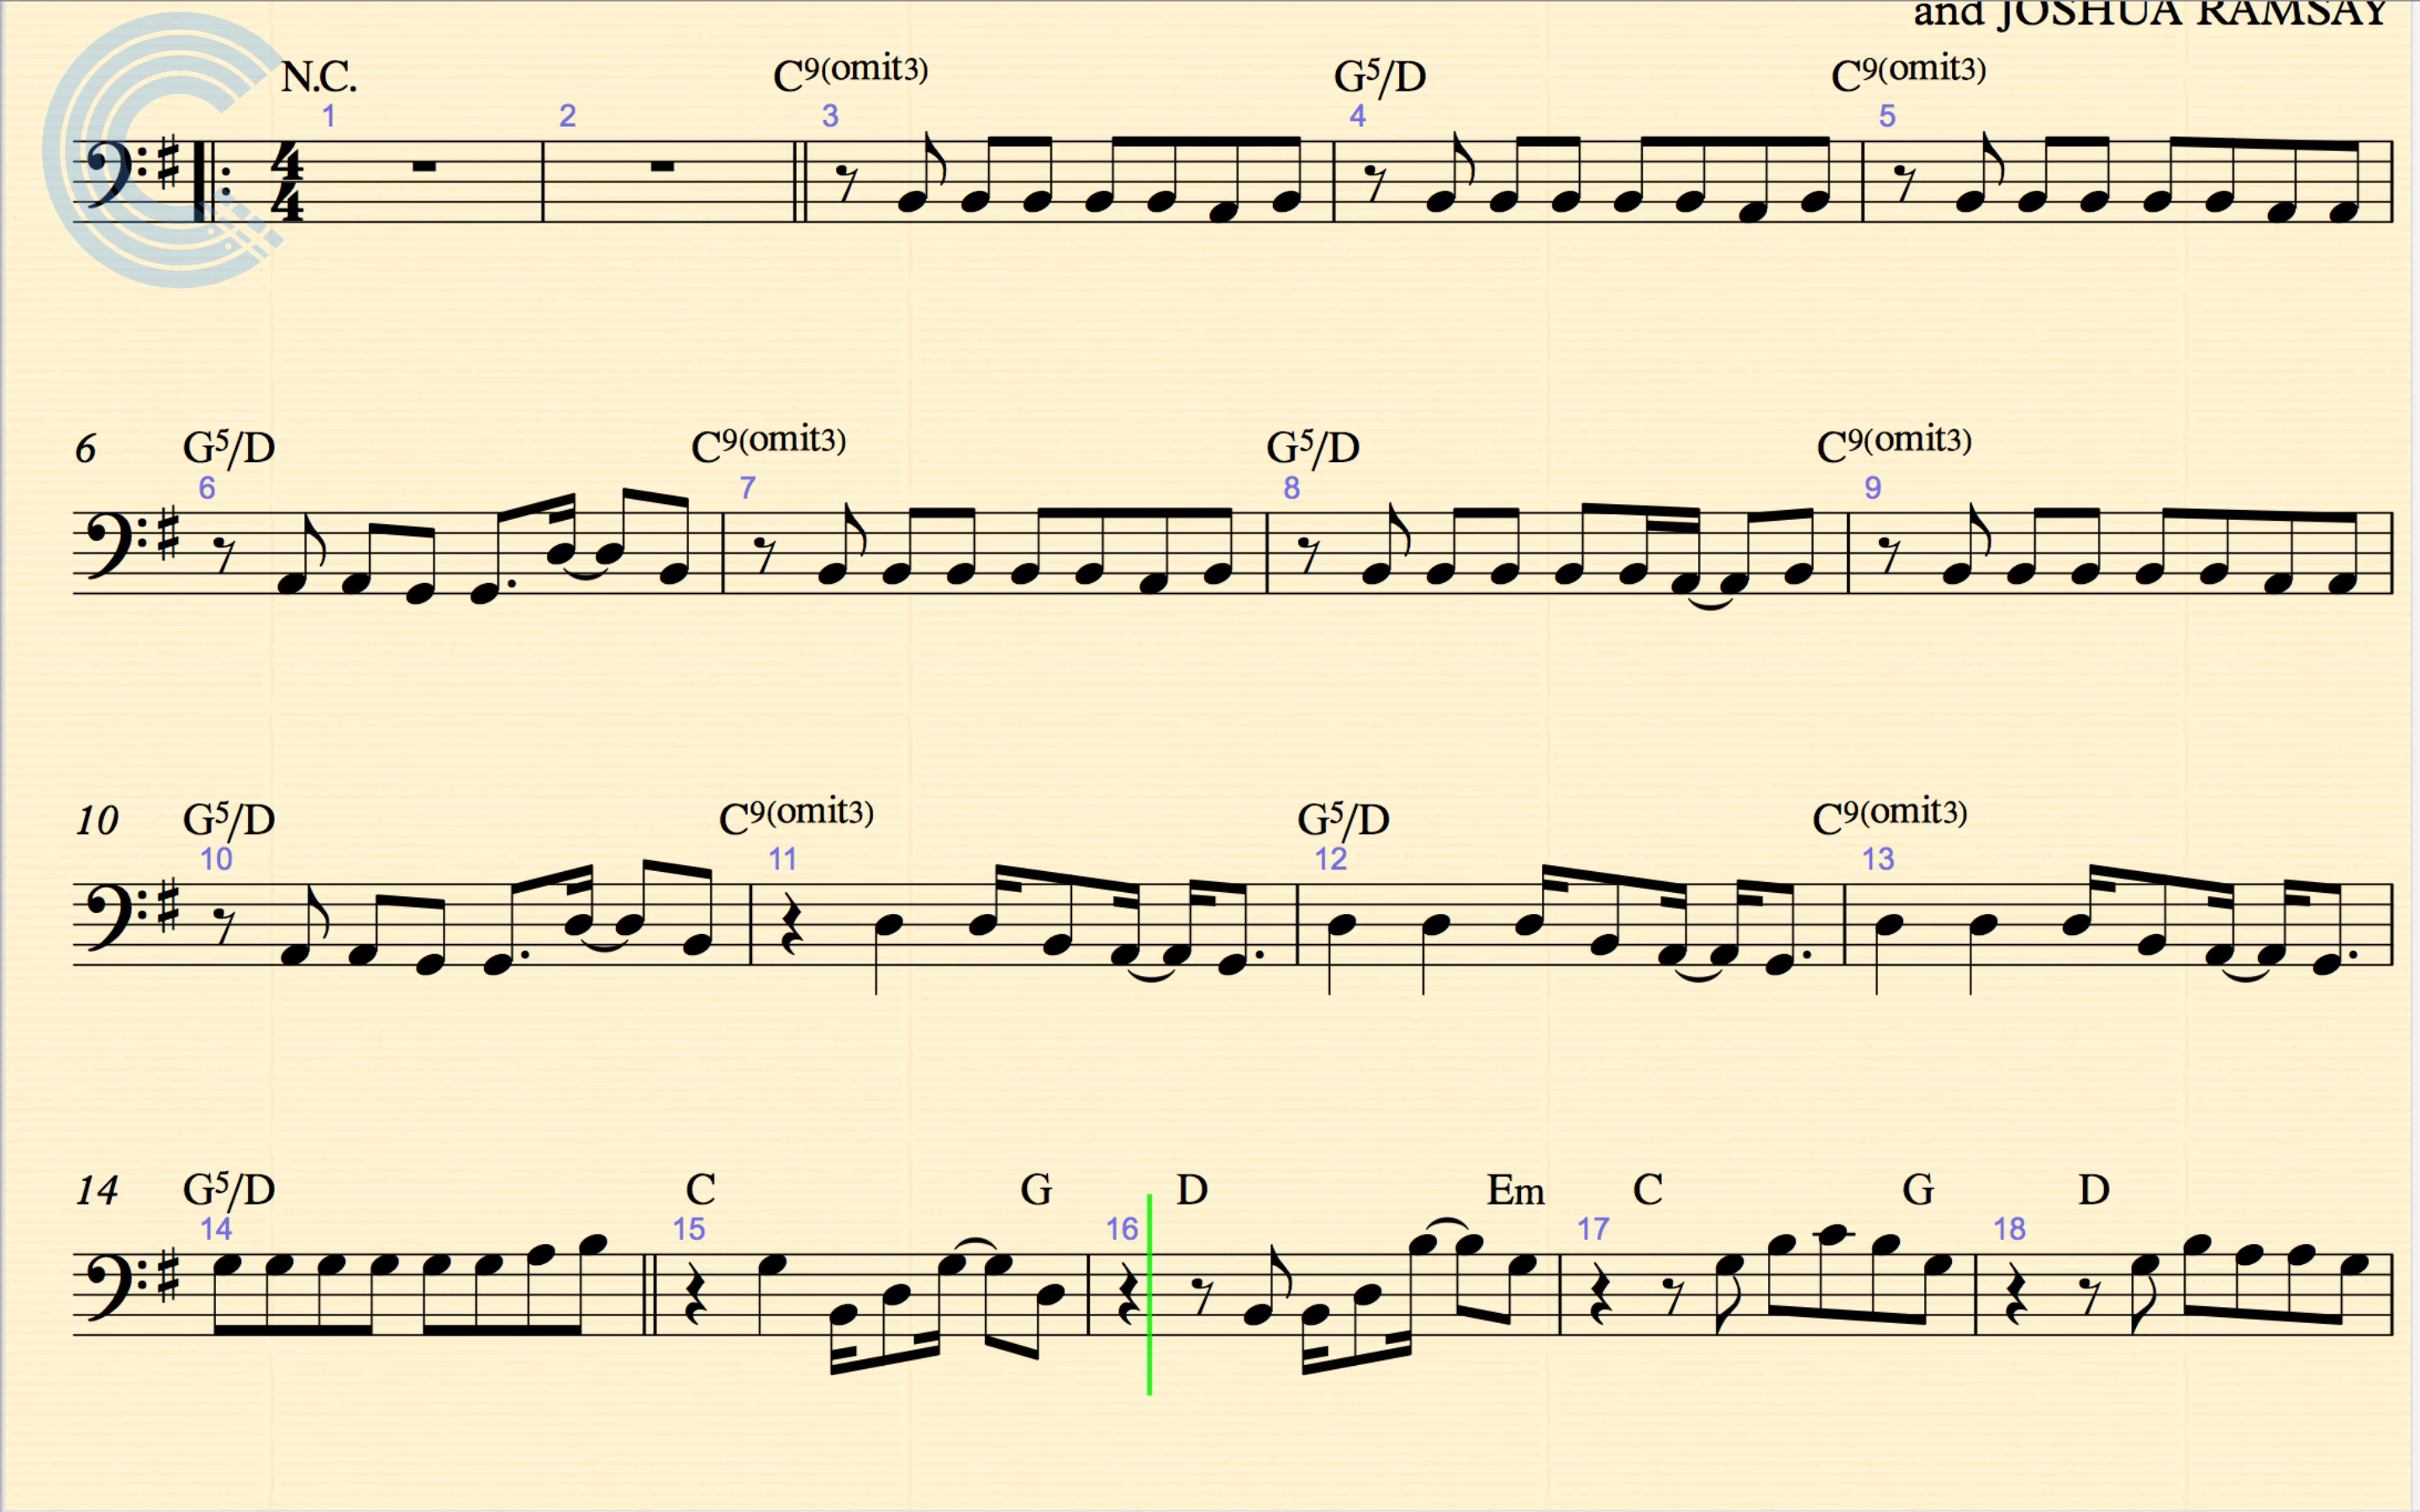 and JOSHUA RAMSAY
N.C. C9(omit3) G5/D C9(omit3)
1 2 3 4 5
4
4
6 G5/D C9(omit3) G5/D C9(omit3)
6 7 8 9
10 G5/D C9(omit3) G5/D C9(omit3)
10 11 12 13
14 G5/D C G D Em C G D
14 15 16 17 18